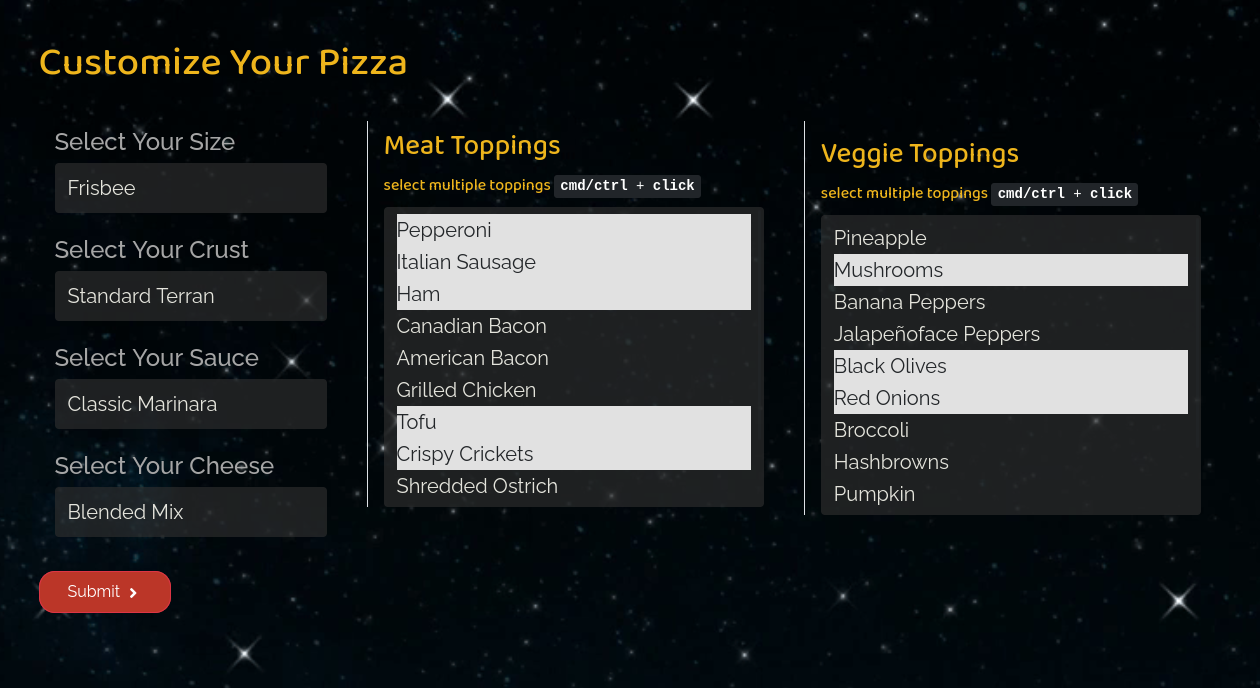 Customize Your Pizza
Select Your Size
Frisbee
Select Your Crust
Standard Terran
Select Your Sauce
Classic Marinara
Select Your Cheese
Blended Mix
Submit
Meat Toppings
select multiple toppings cmd/ctrl + click
Pepperoni
Italian Sausage
Ham
Canadian Bacon
American Bacon
Grilled Chicken
Tofu
Crispy Crickets
Shredded Ostrich
Veggie Toppings
select multiple toppings cmd/ctrl + click
Pineapple
Mushrooms
Banana Peppers
Jalapeñoface Peppers
Black Olives
Red Onions
Broccoli
Hashbrowns
Pumpkin